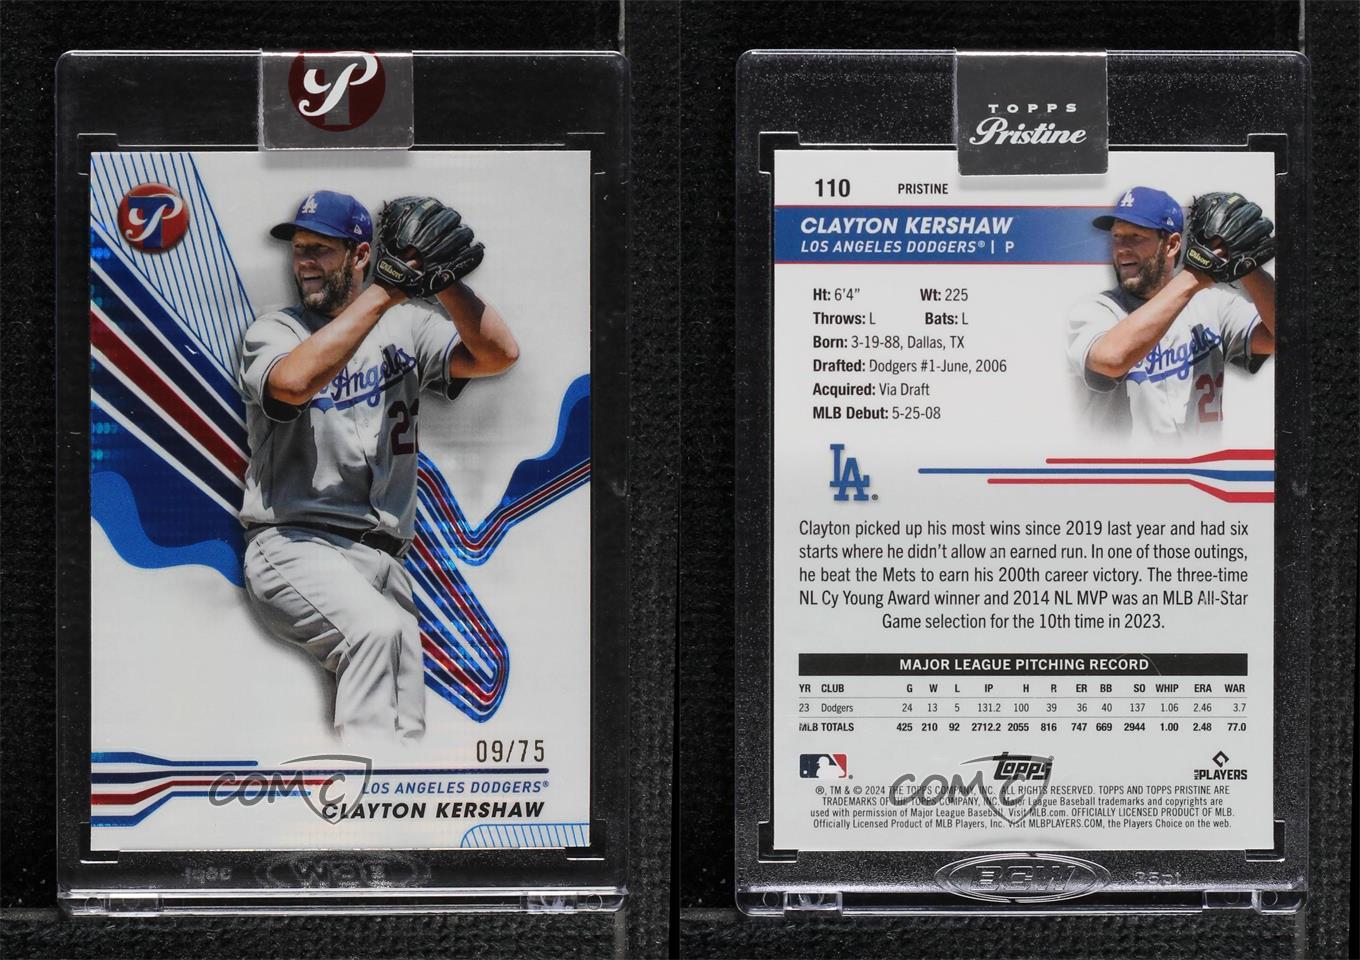 P
P
Wilson
LA
Angeles
22
09/75
LOS ANGELES DODGERS®
CLAYTON KERSHAW
COMC
TOPPS
Pristine
110 PRISTINE
CLAYTON KERSHAW
LOS ANGELES DODGERS® | P
Ht: 6'4" Wt: 225
Throws: L Bats: L
Born: 3-19-88, Dallas, TX
Drafted: Dodgers #1-June, 2006
Acquired: Via Draft
MLB Debut: 5-25-08
LA®
Clayton picked up his most wins since 2019 last year and had six
starts where he didn't allow an earned run. In one of those outings,
he beat the Mets to earn his 200th career victory. The three-time
NL Cy Young Award winner and 2014 NL MVP was an MLB All-Star
Game selection for the 10th time in 2023.
MAJOR LEAGUE PITCHING RECORD
YR CLUB G W L IP H R ER BB SO WHIP ERA WAR
23 Dodgers 24 13 5 131.2 100 39 36 40 137 1.06 2.46 3.7
MLB TOTALS 425 210 92 2712.2 2055 816 747 669 2944 1.00 2.48 77.0
Topps
MLB PLAYERS
®, TM & © 2024 THE TOPPS COMPANY, INC. ALL RIGHTS RESERVED. TOPPS AND TOPPS PRISTINE ARE
TRADEMARKS OF THE TOPPS COMPANY, INC. Major League Baseball trademarks and copyrights are
used with permission of Major League Baseball. Visit MLB.com. OFFICIALLY LICENSED PRODUCT OF MLB.
Officially Licensed Product of MLB Players, Inc. Visit MLBPLAYERS.COM, the Players Choice on the web.
COMC
BCW 35pt